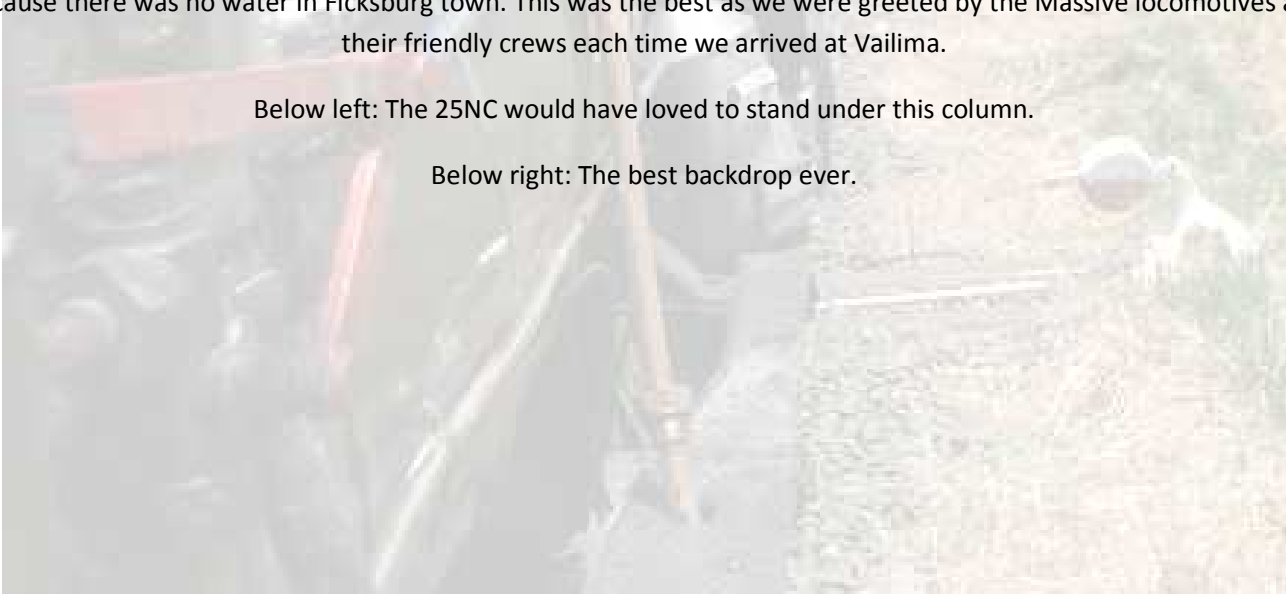 there was no water in Ficksburg town. This was the best as we were greeted by the Massive locomotives
their friendly crews each time we arrived at Vailima.
Below left: The 25NC would have loved to stand under this column.
Below right: The best backdrop ever.